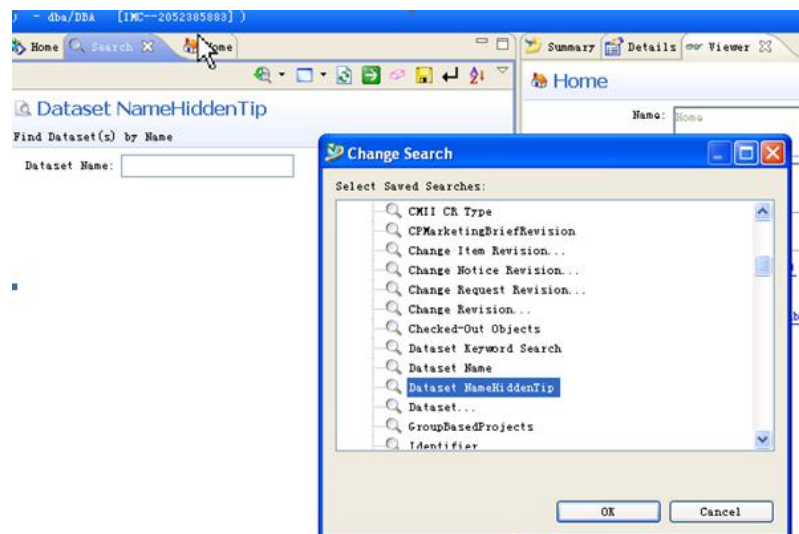 - dba/DBA [IMC--2052385883] )
Home Search Home
Summary Details Viewer
Dataset NameHiddenTip
Find Dataset(s) by Name
Dataset Name:
Home
Name: Home
Change Search
Select Saved Searches:
CMII CR Type
CPMarketingBriefRevision
Change Item Revision...
Change Notice Revision...
Change Request Revision...
Change Revision...
Checked-Out Objects
Dataset Keyword Search
Dataset Name
Dataset NameHiddenTip
Dataset...
GroupBasedProjects
Identifier
OK Cancel